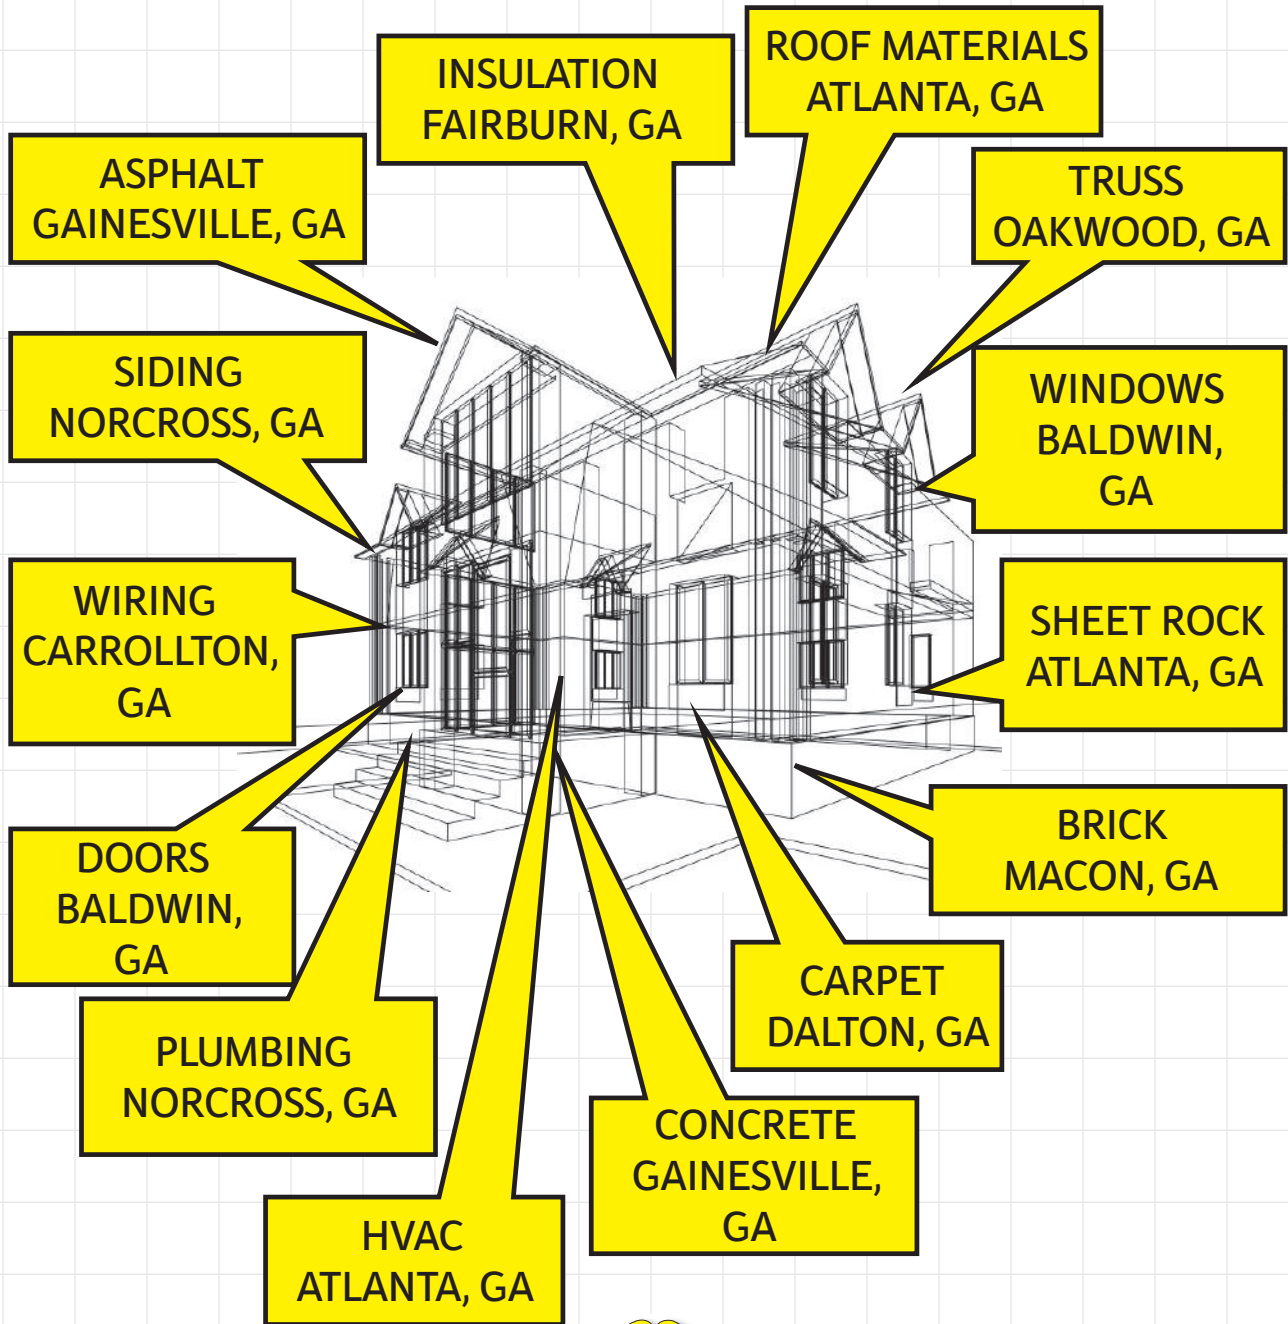 INSULATION
FAIRBURN, GA
ROOF MATERIALS
ATLANTA, GA
ASPHALT
GAINESVILLE, GA
TRUSS
OAKWOOD, GA
SIDING
NORCROSS, GA
WINDOWS
BALDWIN,
GA
WIRING
CARROLLTON,
GA
SHEET ROCK
ATLANTA, GA
DOORS
BALDWIN,
GA
BRICK
MACON, GA
PLUMBING
NORCROSS, GA
CARPET
DALTON, GA
CONCRETE
GAINESVILLE,
GA
HVAC
ATLANTA, GA